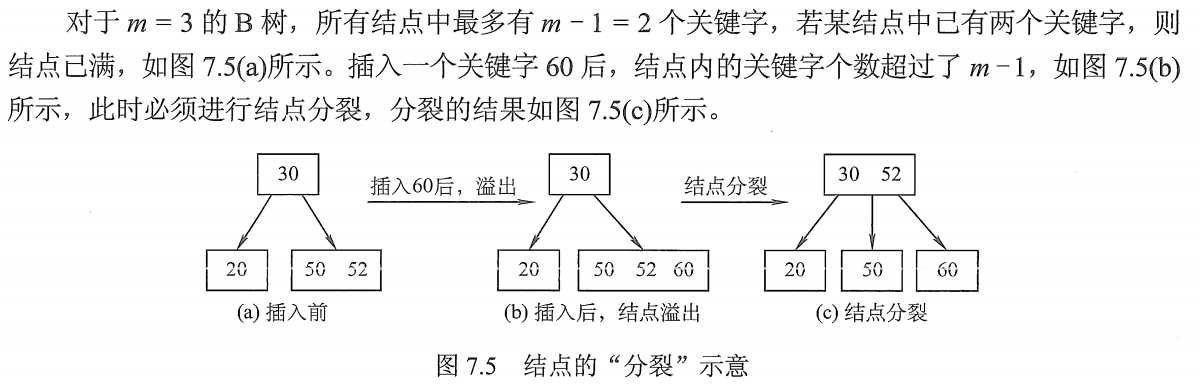 对于 m = 3 的 B 树，所有结点中最多有 m − 1 = 2 个关键字，若某结点中已有两个关键字，则
结点已满，如图 7.5(a)所示。插入一个关键字 60 后，结点内的关键字个数超过了 m −1，如图 7.5(b)
所示，此时必须进行结点分裂，分裂的结果如图 7.5(c)所示。
30
插入60后，溢出
30
结点分裂
30 52
20
50 52
20
50 52 60
20
50
60
(a) 插入前
(b) 插入后，结点溢出
(c) 结点分裂
图 7.5 结点的“分裂”示意